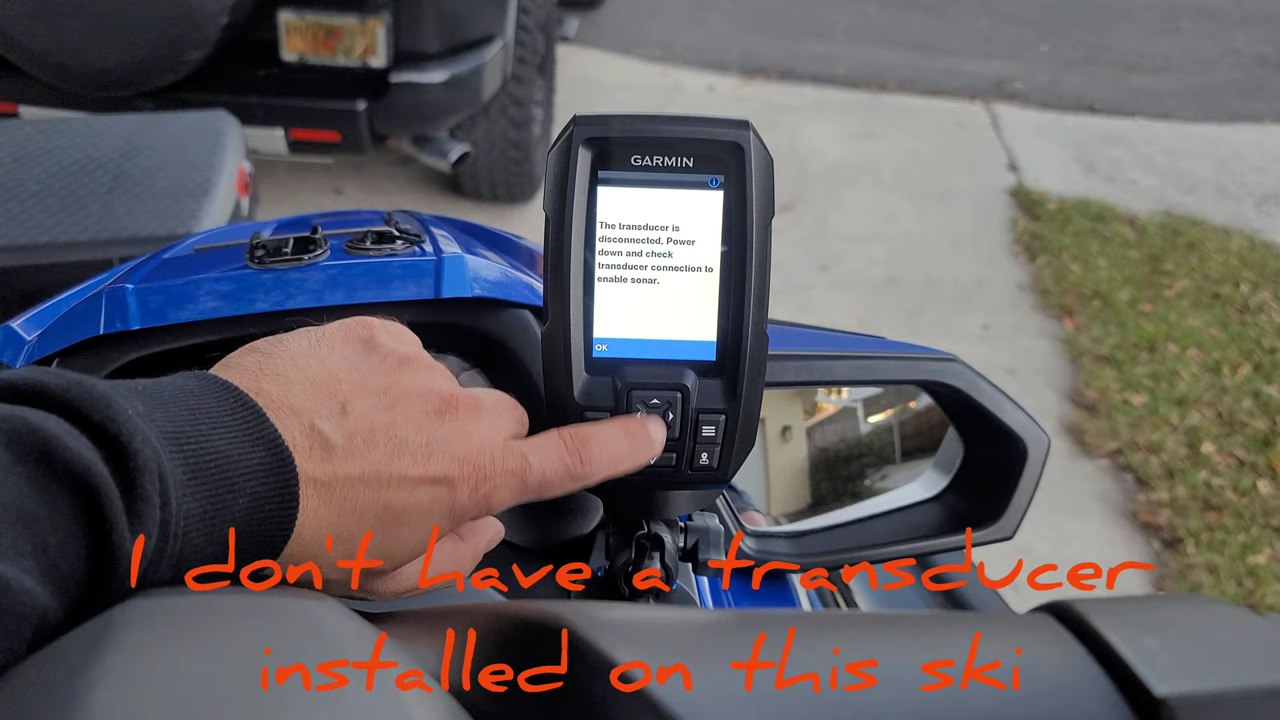 GARMIN
The transducer is
disconnected. Power
down and check
transducer connection to
enable sonar.
OK
I don't have a transducer
installed on this ski